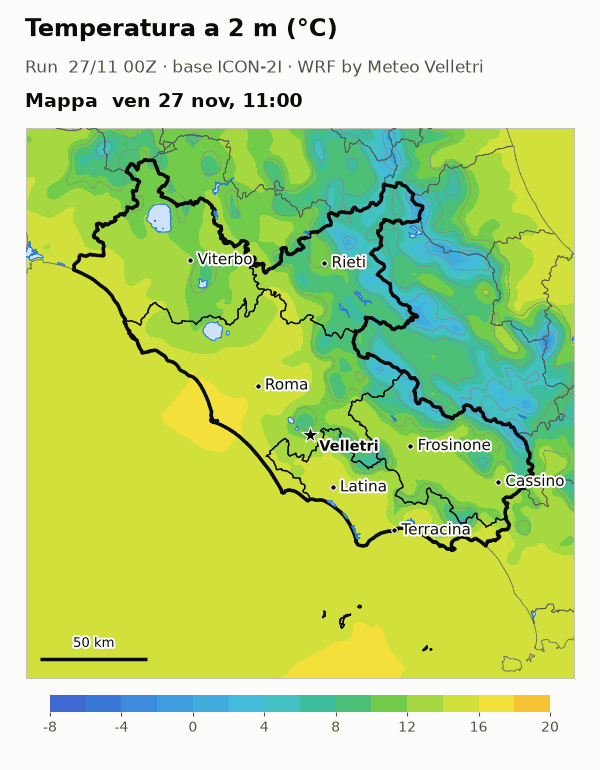 Temperatura a 2 m (°C)
Run  27/11 00Z · base ICON-2I · WRF by Meteo Velletri
Mappa  ven 27 nov, 11:00
Viterbo
Rieti
Roma
Velletri
Frosinone
Latina
Cassino
Terracina
50 km
-8 -4 0 4 8 12 16 20